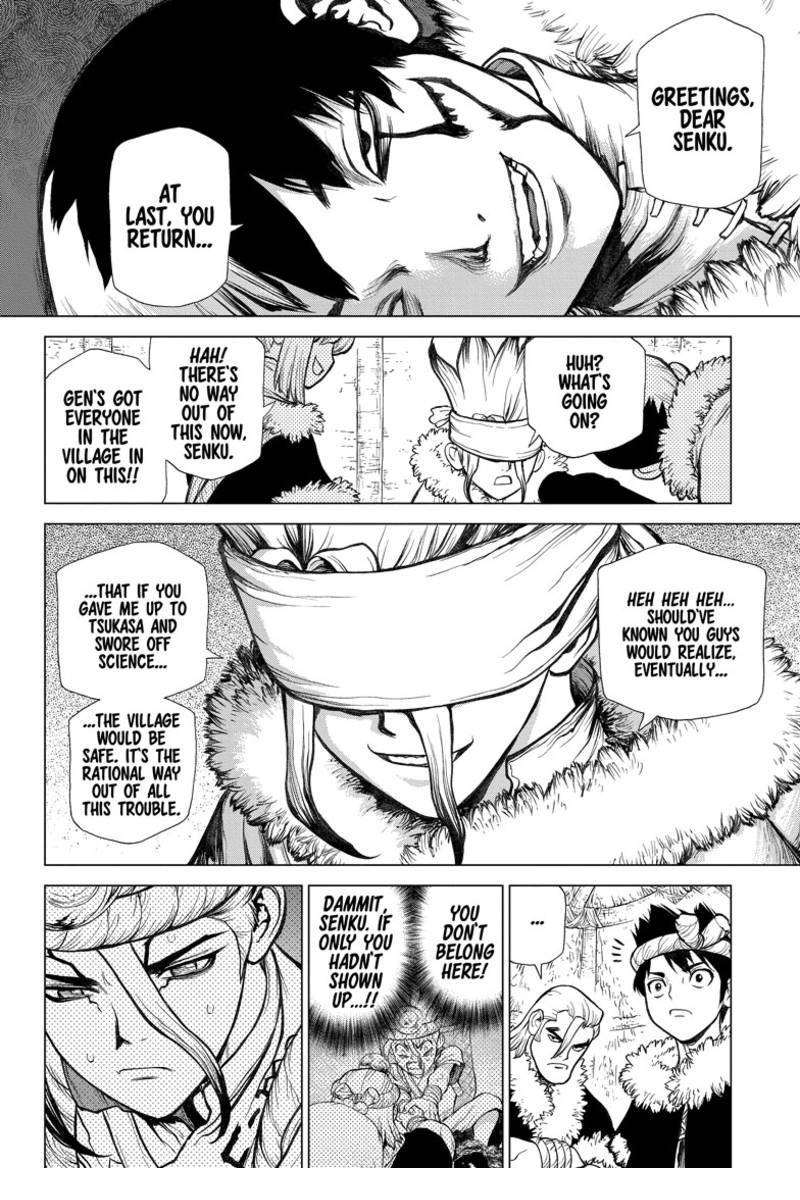 GREETINGS,
DEAR
SENKU.
AT
LAST, YOU
RETURN...
HUH?
WHAT'S
GOING
ON?
HAH!
THERE'S
NO WAY
OUT OF
THIS NOW,
SENKU.
GEN'S GOT
EVERYONE
IN THE
VILLAGE IN
ON THIS!!
HEH HEH HEH...
SHOULD'VE
KNOWN YOU GUYS
WOULD REALIZE,
EVENTUALLY...
...THAT IF YOU
GAVE ME UP TO
TSUKASA AND
SWORE OFF
SCIENCE...
...THE VILLAGE
WOULD BE
SAFE. IT'S THE
RATIONAL WAY
OUT OF ALL
THIS TROUBLE.
...
YOU
DON'T
BELONG
HERE!
DAMMIT,
SENKU. IF
ONLY YOU
HADN'T
SHOWN
UP...!!